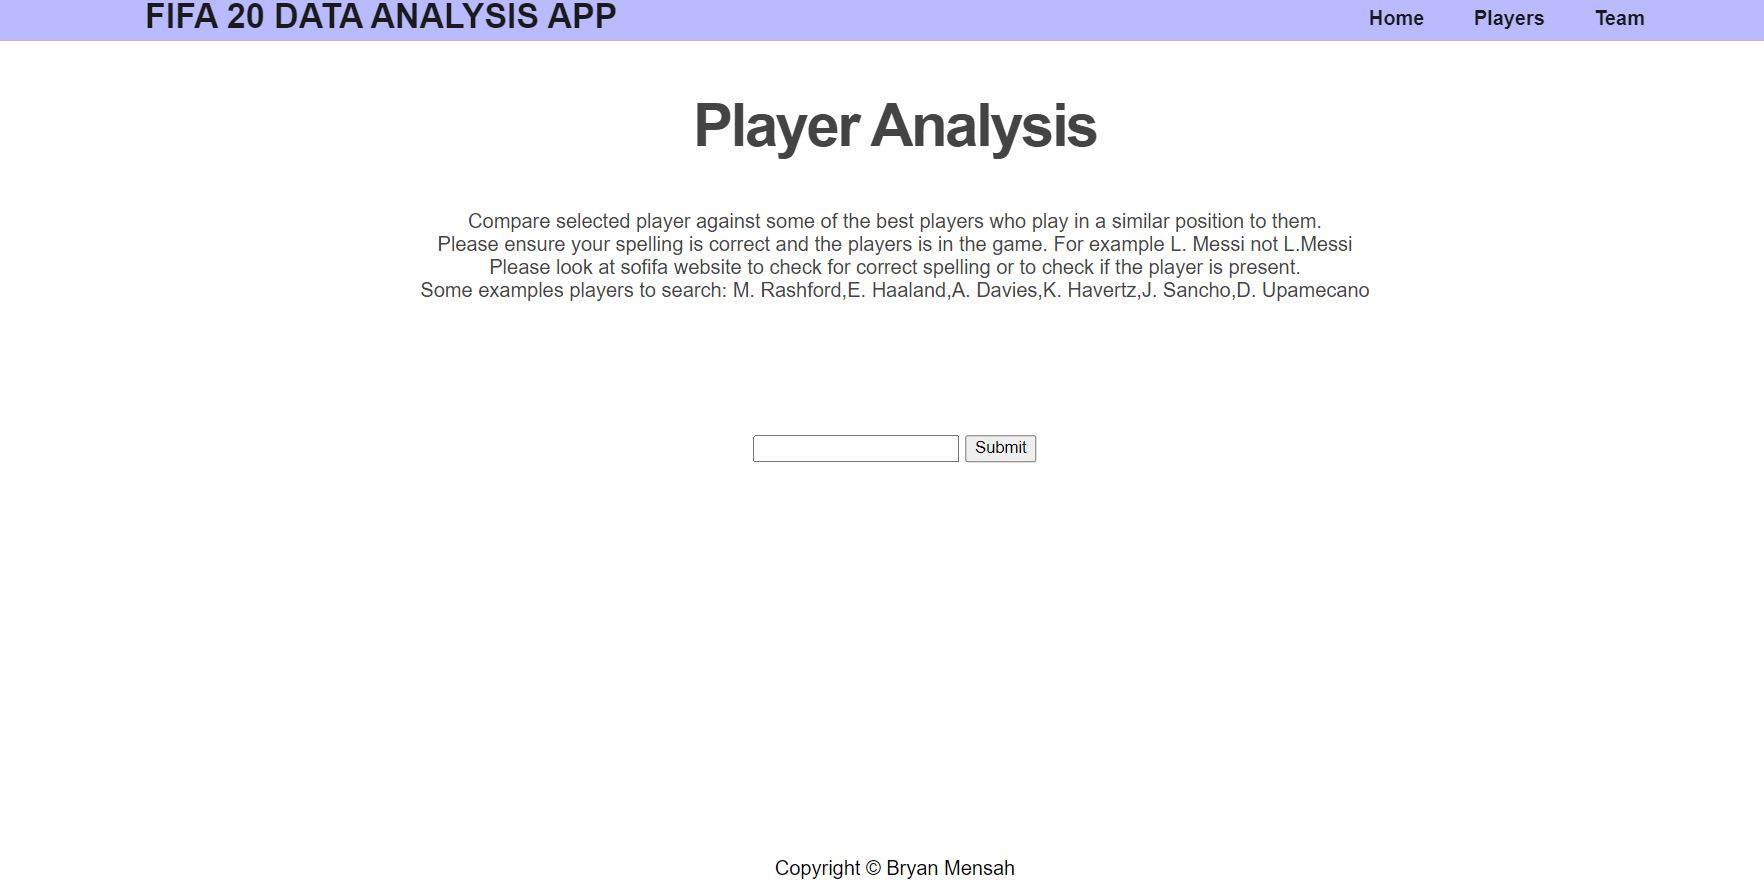 FIFA 20 DATA ANALYSIS APP
Home Players Team
Player Analysis
Compare selected player against some of the best players who play in a similar position to them.
Please ensure your spelling is correct and the players is in the game. For example L. Messi not L.Messi
Please look at sofifa website to check for correct spelling or to check if the player is present.
Some examples players to search: M. Rashford,E. Haaland,A. Davies,K. Havertz,J. Sancho,D. Upamecano
Submit
Copyright © Bryan Mensah